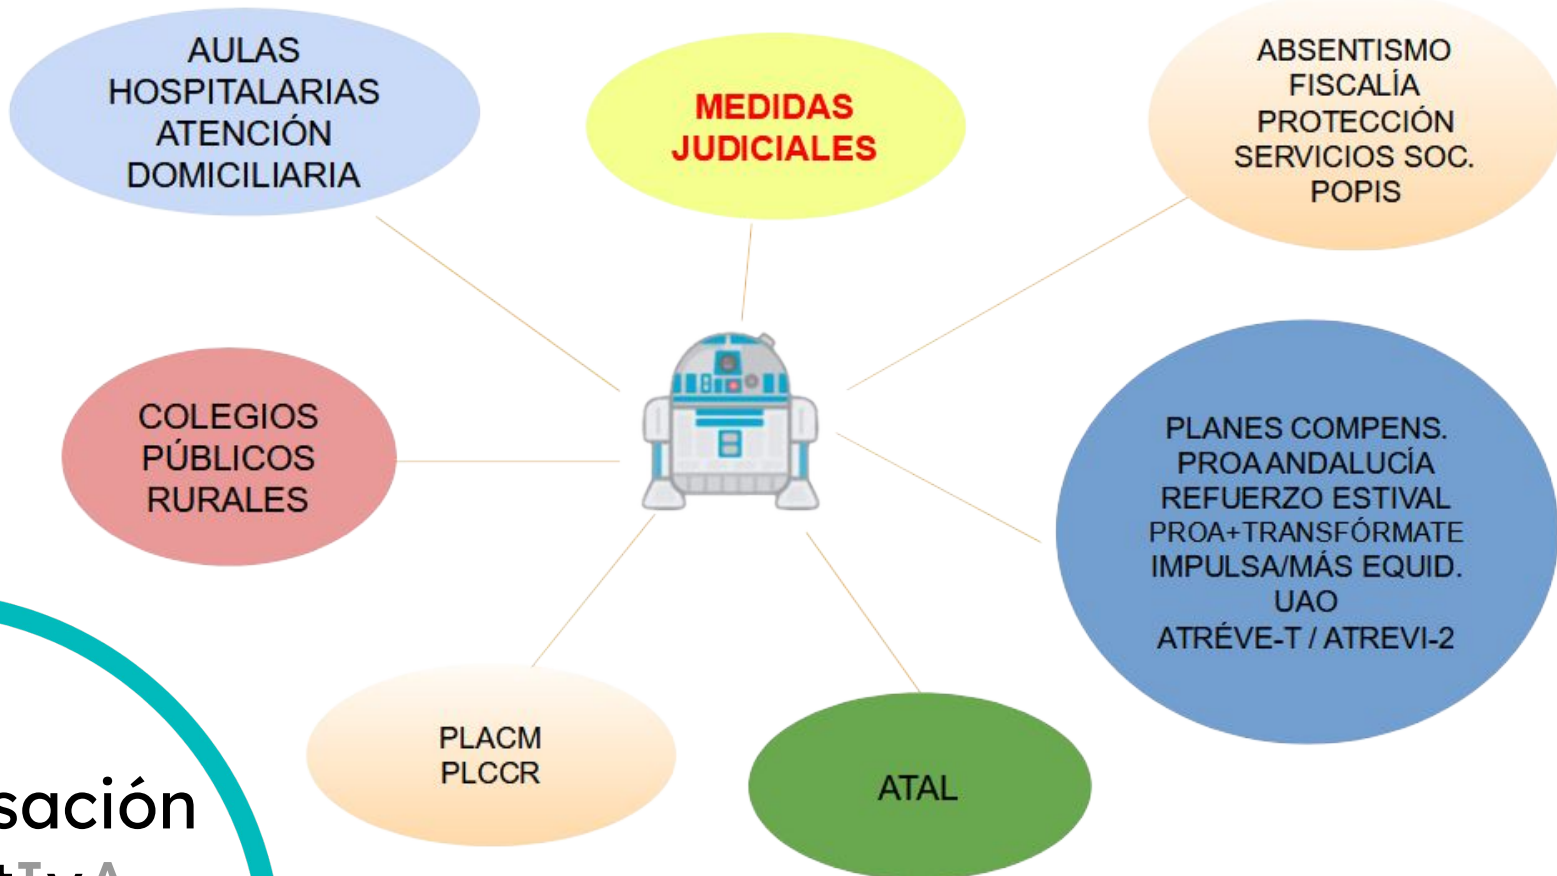 AULAS
HOSPITALARIAS
ATENCIÓN
DOMICILIARIA
MEDIDAS
JUDICIALES
ABSENTISMO
FISCALÍA
PROTECCIÓN
SERVICIOS SOC.
POPIS
COLEGIOS
PÚBLICOS
RURALES
PLANES COMPENS.
PROA ANDALUCÍA
REFUERZO ESTIVAL
PROA+TRANSFÓRMATE
IMPULSA/MÁS EQUID.
UAO
ATRÉVE-T / ATREVI-2
PLACM
PLCCR
ATAL
sación